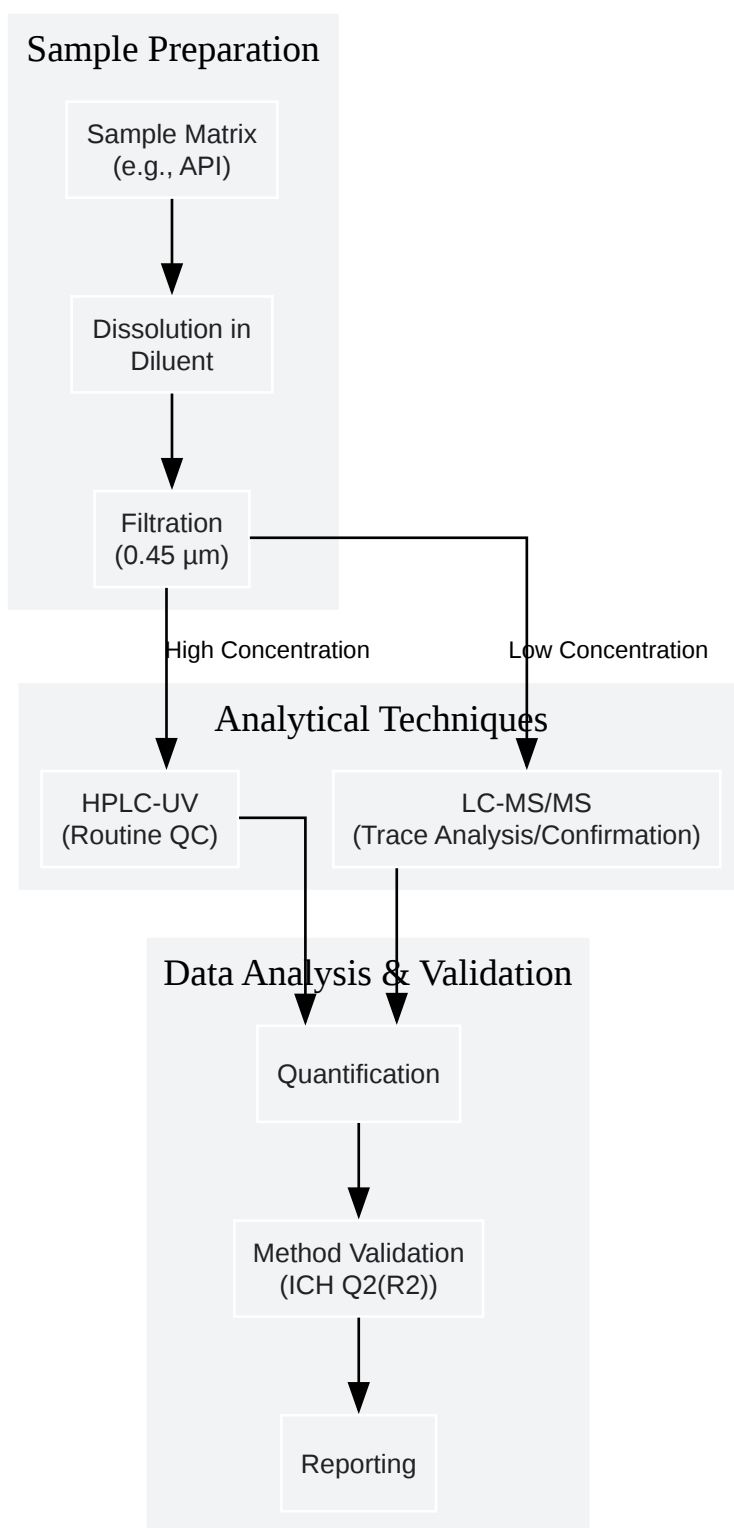 Sample Preparation
Sample Matrix
(e.g., API)
Dissolution in
Diluent
Filtration
(0.45 µm)
High Concentration
Low Concentration
Analytical Techniques
HPLC-UV
(Routine QC)
LC-MS/MS
(Trace Analysis/Confirmation)
Data Analysis & Validation
Quantification
Method Validation
(ICH Q2(R2))
Reporting